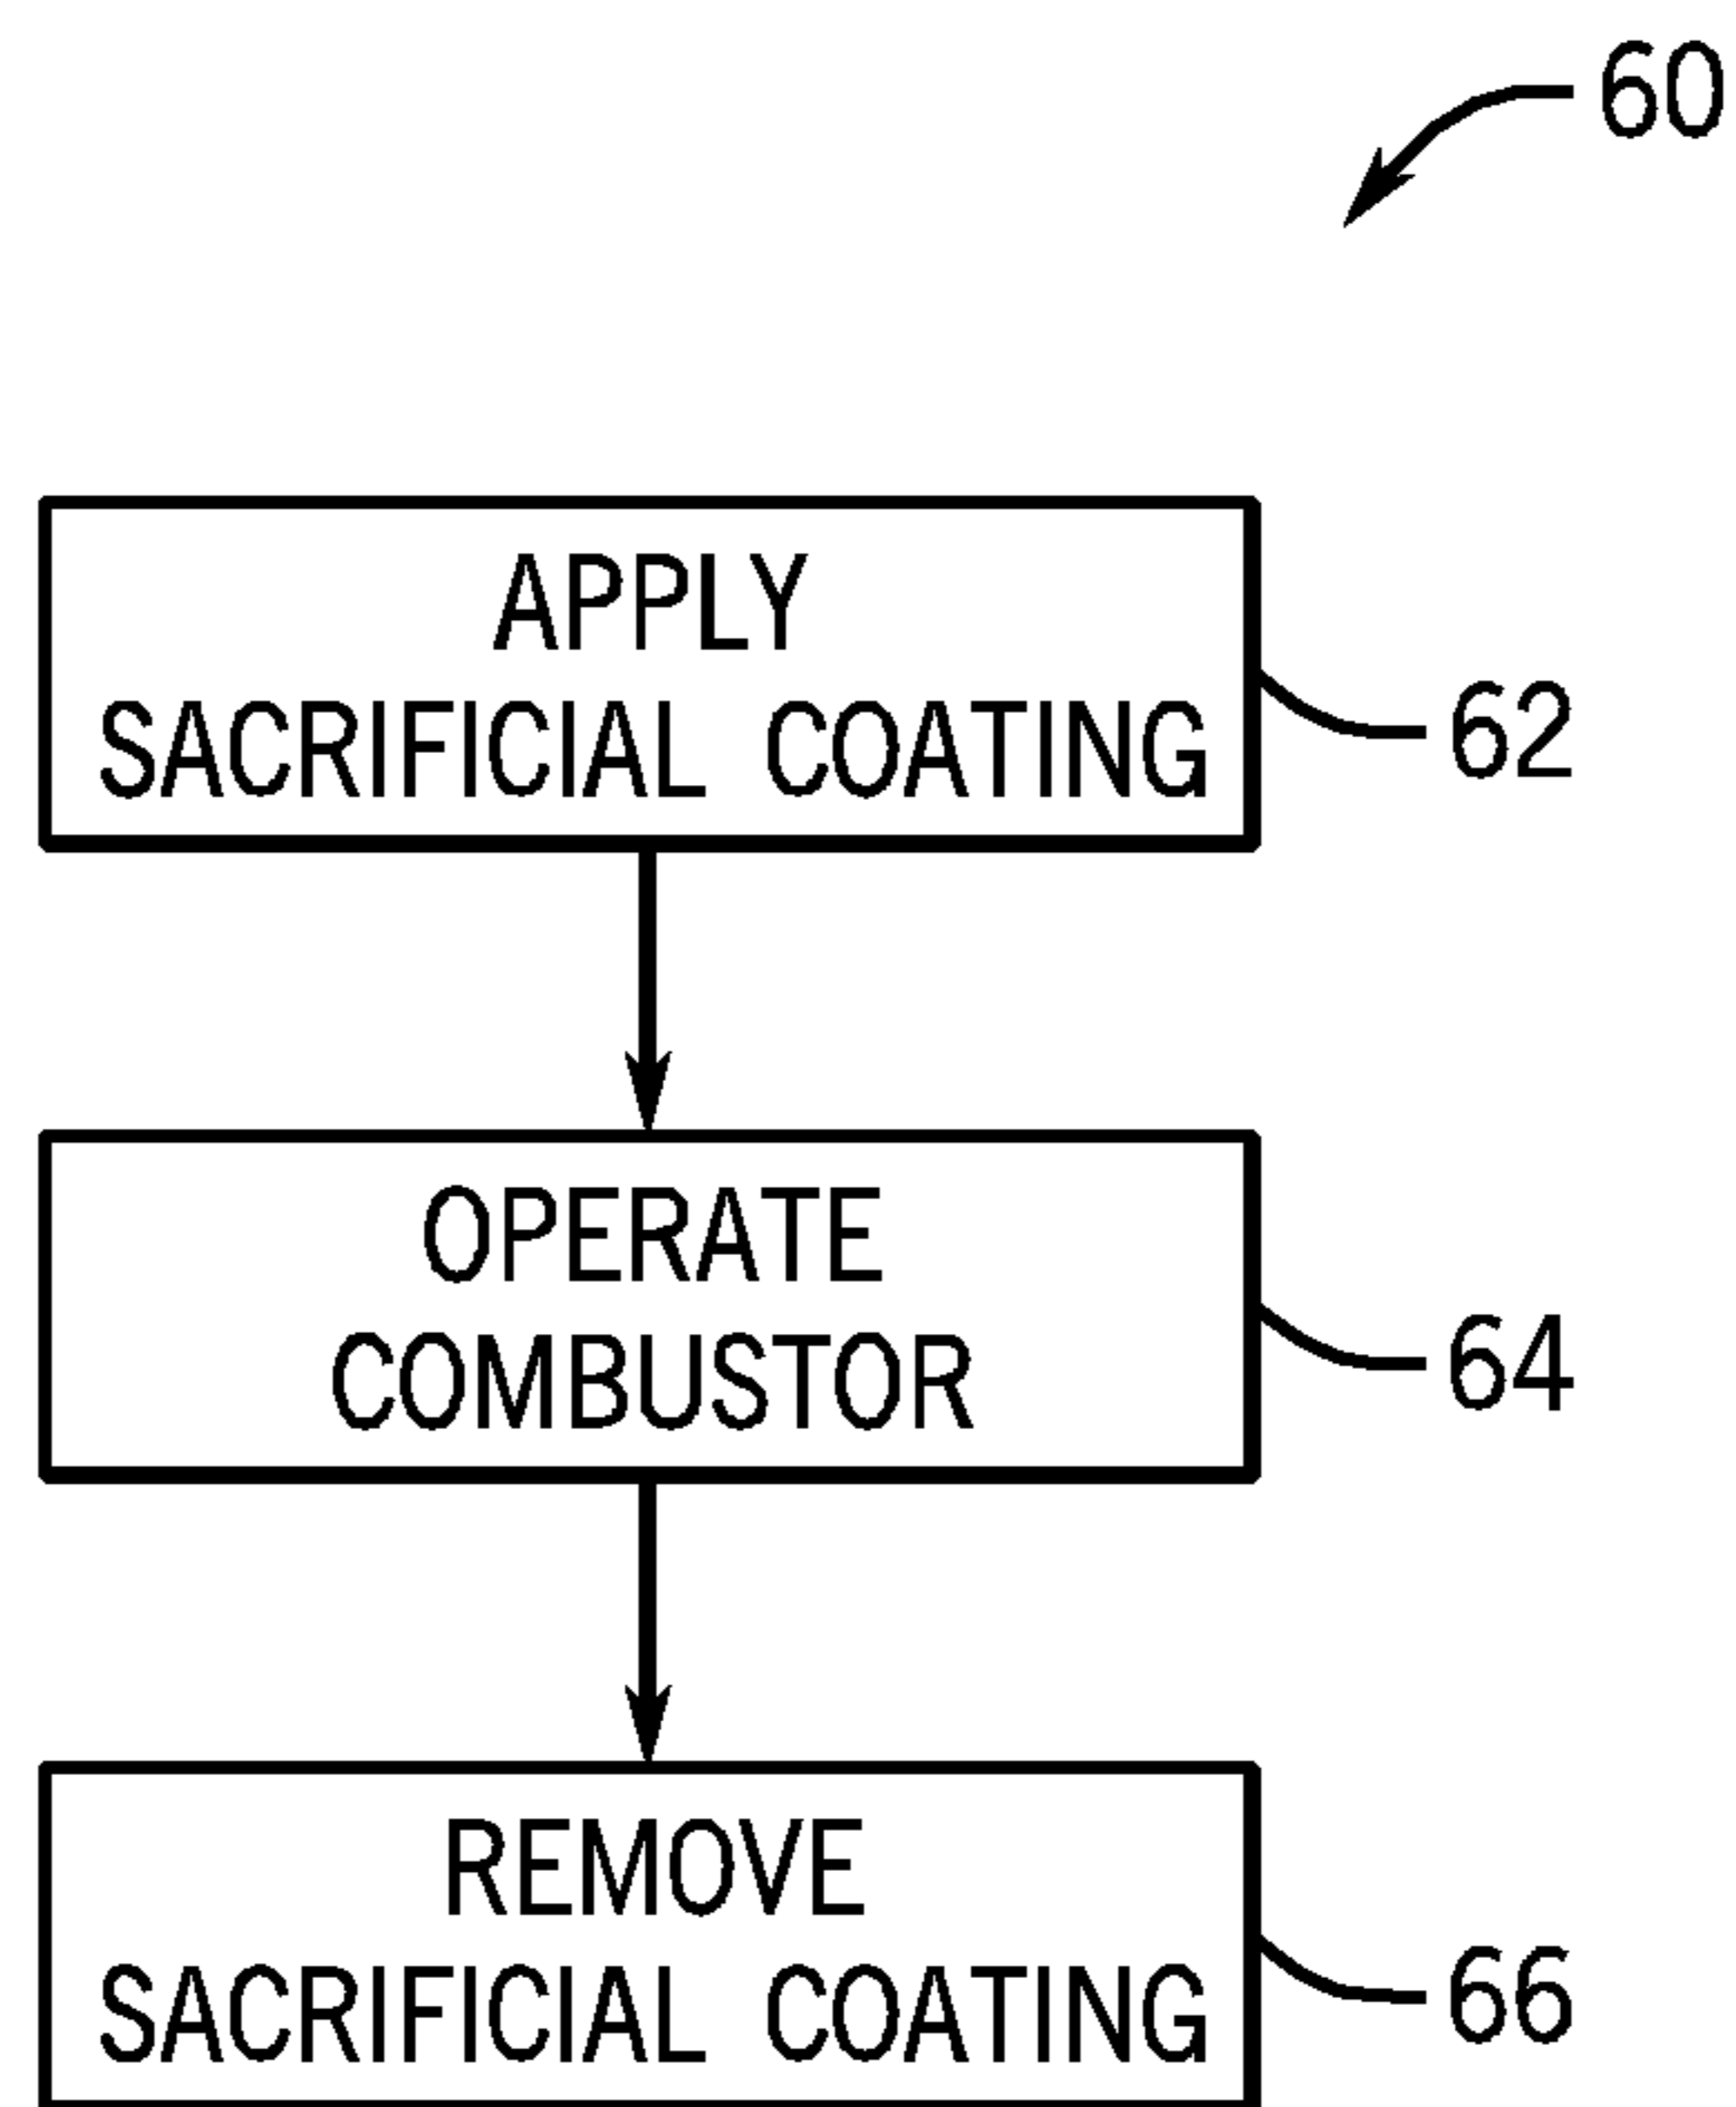 60
APPLY
SACRIFICIAL COATING
62
OPERATE
COMBUSTOR
64
REMOVE
SACRIFICIAL COATING
66